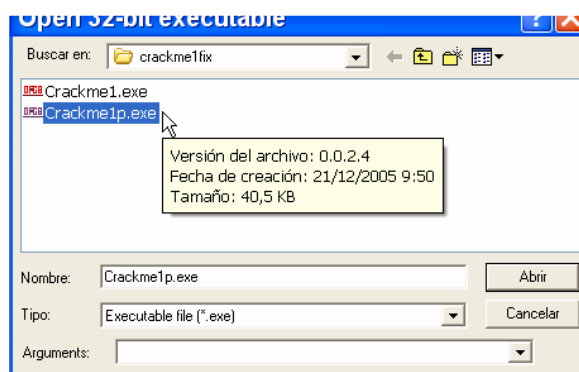 Open 32-bit executable
Buscar en: crackme1fix
Crackme1.exe
Crackme1p.exe
Versión del archivo: 0.0.2.4
Fecha de creación: 21/12/2005 9:50
Tamaño: 40,5 KB
Nombre: Crackme1p.exe Abrir
Tipo: Executable file (*.exe) Cancelar
Arguments: